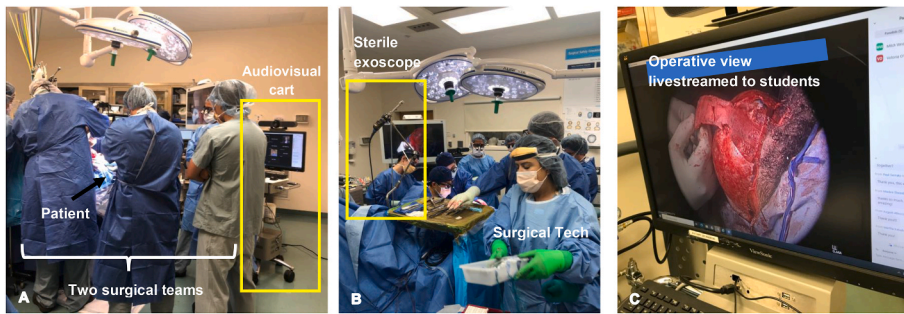 Audiovisual
cart
Patient
Two surgical teams
A
Sterile
exoscope
Surgical Tech
B
Operative view
livestreamed to students
ViewSonic
C